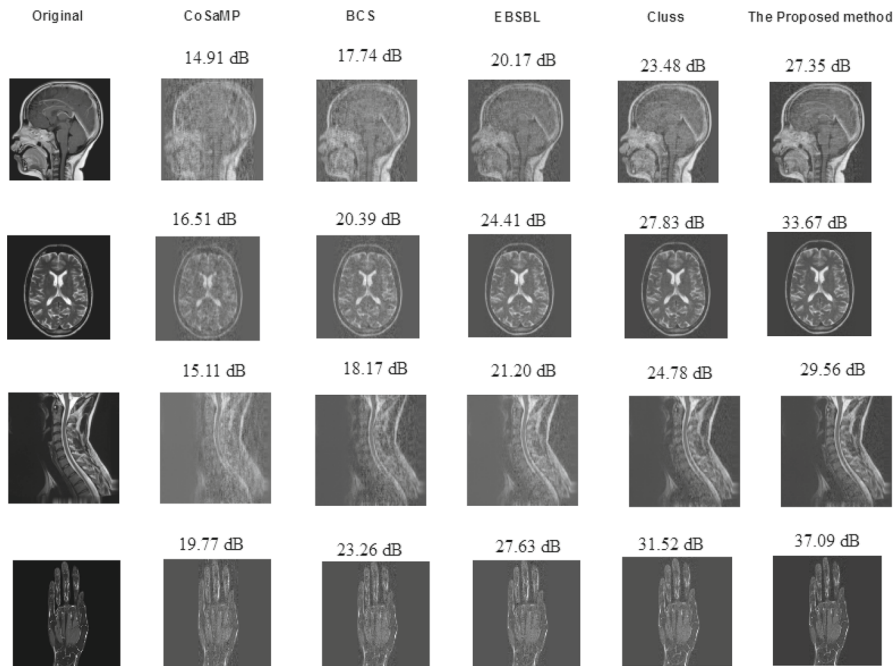 Original CoSaMP BCS EBSBL Cluss The Proposed method
14.91 dB 17.74 dB 20.17 dB 23.48 dB 27.35 dB
16.51 dB 20.39 dB 24.41 dB 27.83 dB 33.67 dB
15.11 dB 18.17 dB 21.20 dB 24.78 dB 29.56 dB
19.77 dB 23.26 dB 27.63 dB 31.52 dB 37.09 dB